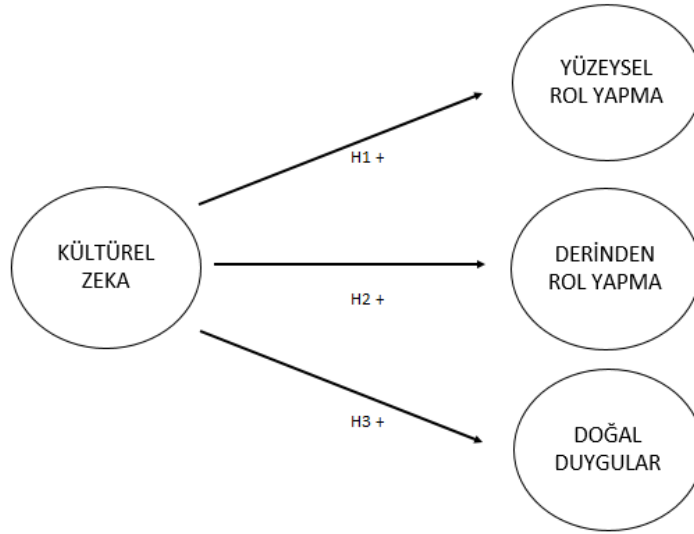 YÜZEYSEL
ROL YAPMA
H1 +
KÜLTÜREL
ZEKA
DERİNDEN
ROL YAPMA
H2 +
H3 +
DOĞAL
DUYGULAR